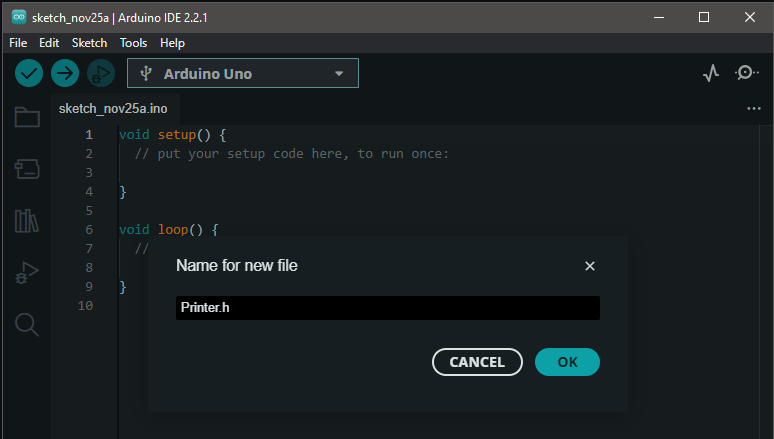 sketch_nov25a | Arduino IDE 2.2.1
File Edit Sketch Tools Help
Arduino Uno
sketch_nov25a.ino
1 void setup() {
2 // put your setup code here, to run once:
3
4 }
5
6 void loop() {
7 //
8
9 }
10
Name for new file
Printer.h
CANCEL OK